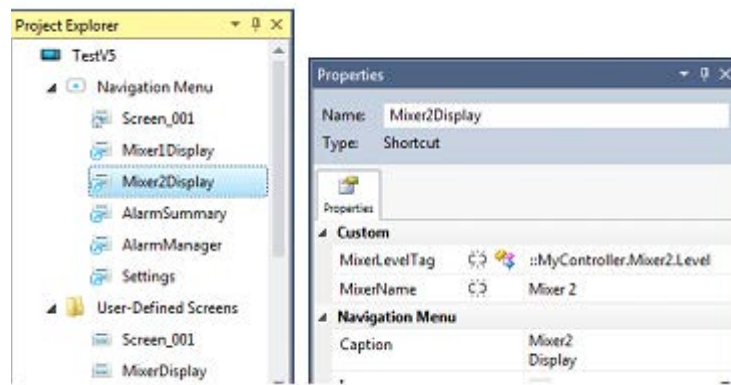 Project Explorer
TestV5
Navigation Menu
Screen_001
Mixer1Display
Mixer2Display
AlarmSummary
AlarmManager
Settings
User-Defined Screens
Screen_001
MixerDisplay
Properties
Name: Mixer2Display
Type: Shortcut
Properties
Custom
MixerLevelTag ::MyController.Mixer2.Level
MixerName Mixer 2
Navigation Menu
Caption Mixer2
Display